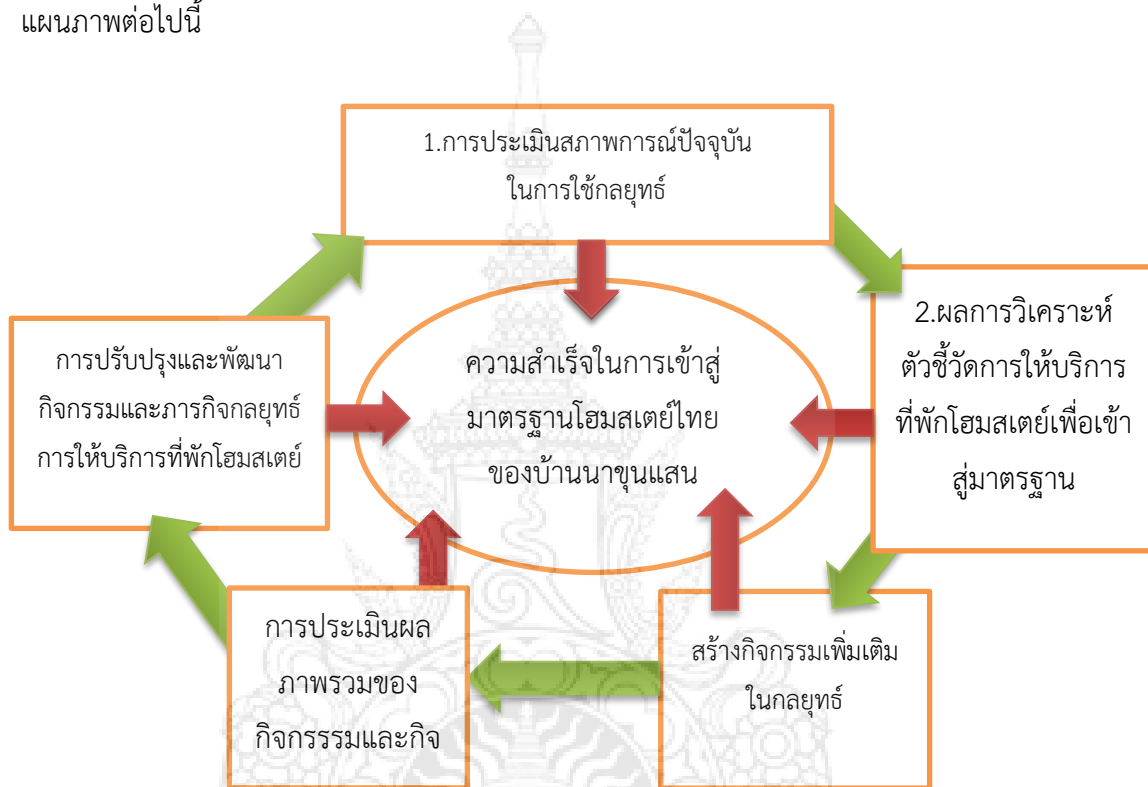 แผนภาพต่อไปนี้
1.การประเมินสภาพการณ์ปัจจุบัน
ในการใช้กลยุทธ์
2.ผลการวิเคราะห์
ตัวชี้วัดการให้บริการ
ที่พักโฮมสเตย์เพื่อเข้า
สู่มาตรฐาน
สร้างกิจกรรมเพิ่มเติม
ในกลยุทธ์
การประเมินผล
ภาพรวมของ
กิจกรรรมและกิจ
การปรับปรุงและพัฒนา
กิจกรรมและภารกิจกลยุทธ์
การให้บริการที่พักโฮมสเตย์
ความสำเร็จในการเข้าสู่
มาตรฐานโฮมสเตย์ไทย
ของบ้านนาขุนแสน